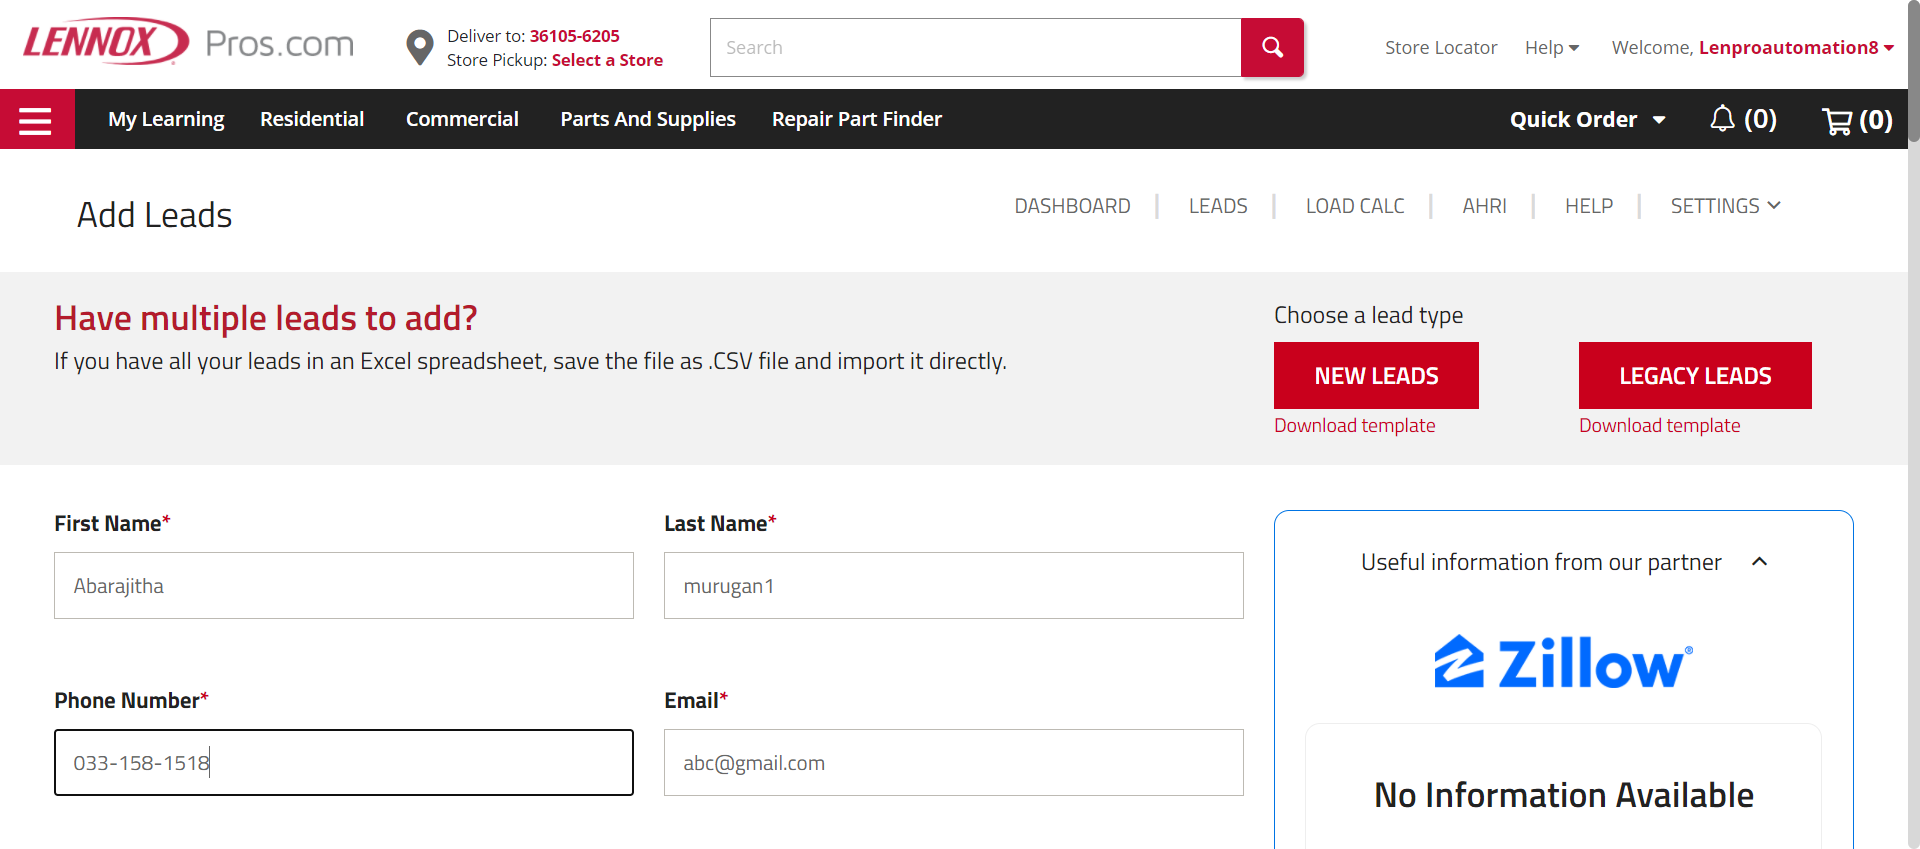 LENNOX Pros.com
Deliver to: 36105-6205
Store Pickup: Select a Store
Search
Store Locator
Help
Welcome, Lenproautomation8
My Learning
Residential
Commercial
Parts And Supplies
Repair Part Finder
Quick Order
(0)
(0)
Add Leads
DASHBOARD
LEADS
LOAD CALC
AHRI
HELP
SETTINGS
Have multiple leads to add?
If you have all your leads in an Excel spreadsheet, save the file as .CSV file and import it directly.
Choose a lead type
NEW LEADS
LEGACY LEADS
Download template
Download template
First Name*
Last Name*
Abarajitha
murugan1
Useful information from our partner
Zillow®
Phone Number*
Email*
033-158-1518
abc@gmail.com
No Information Available